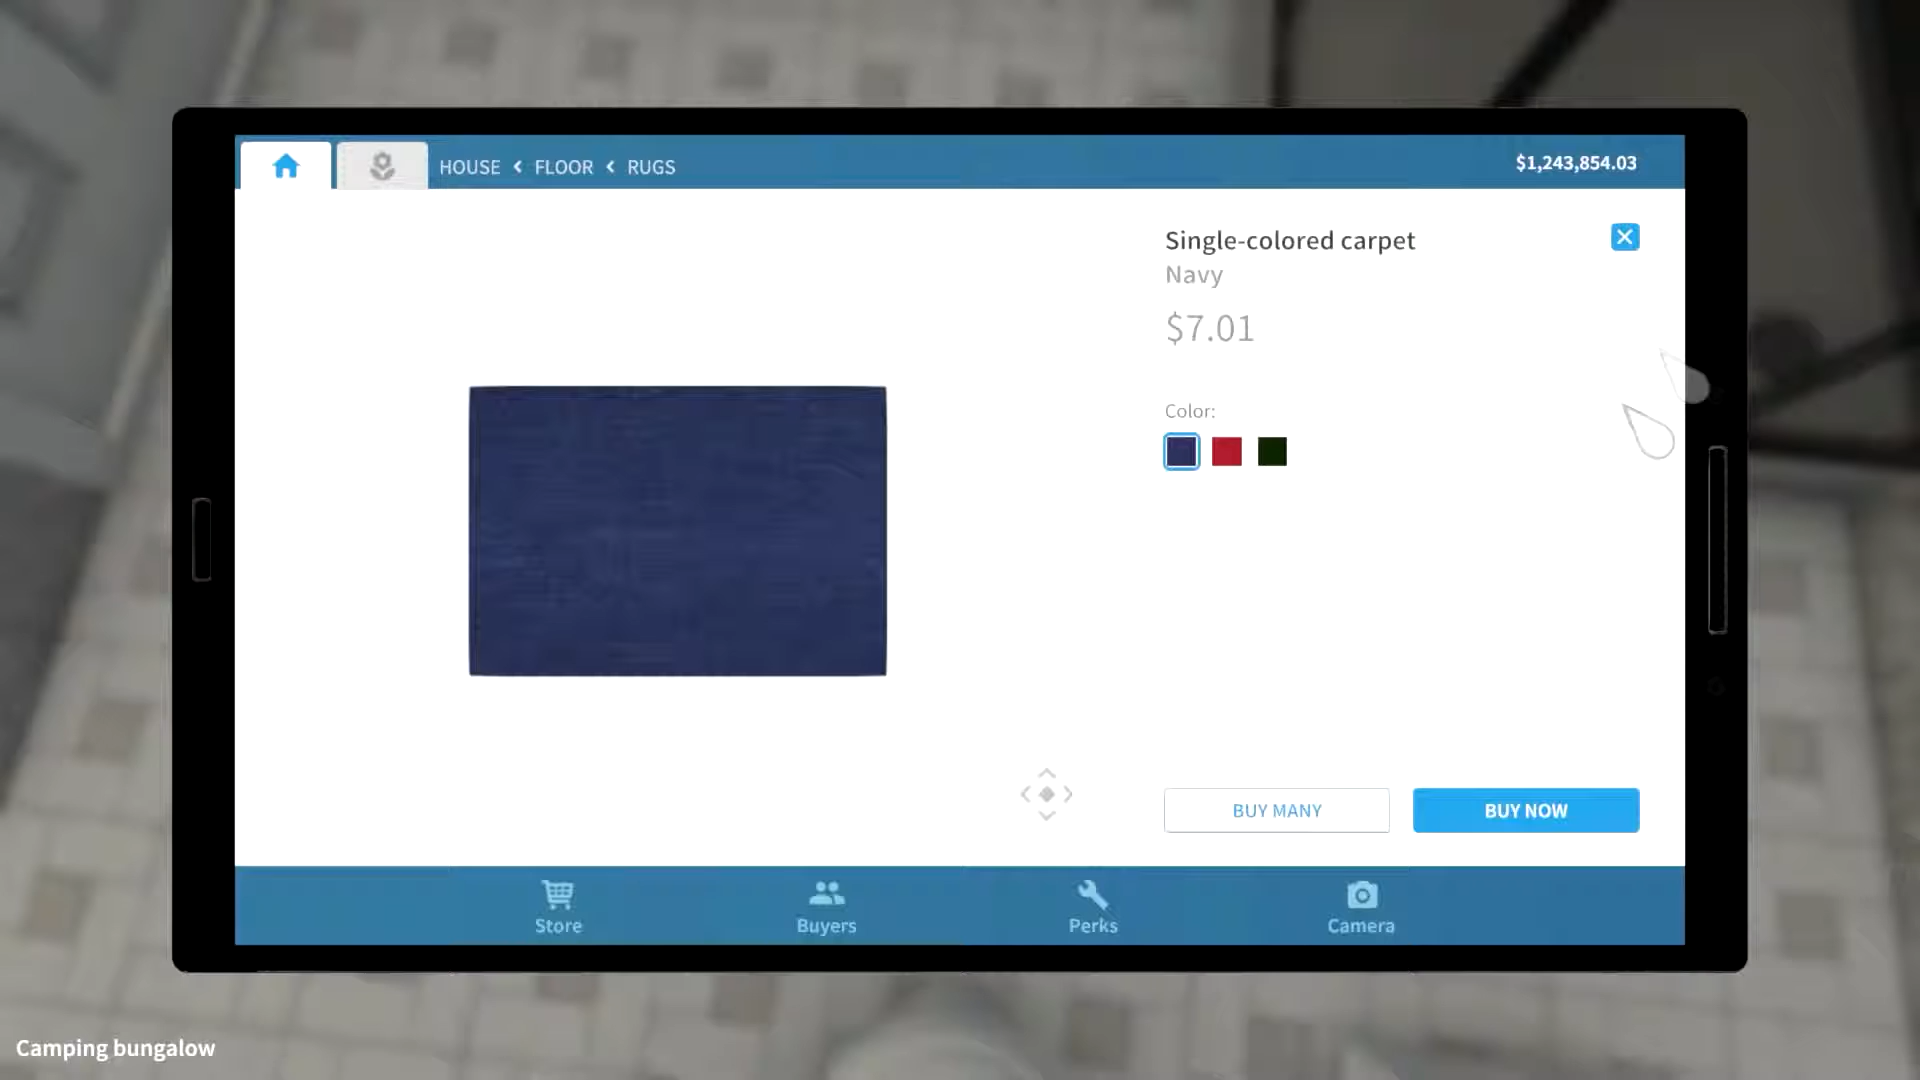 HOUSE < FLOOR < RUGS
$1,243,854.03
Single-colored carpet
Navy
$7.01
Color:
BUY MANY
BUY NOW
Store
Buyers
Perks
Camera
Camping bungalow